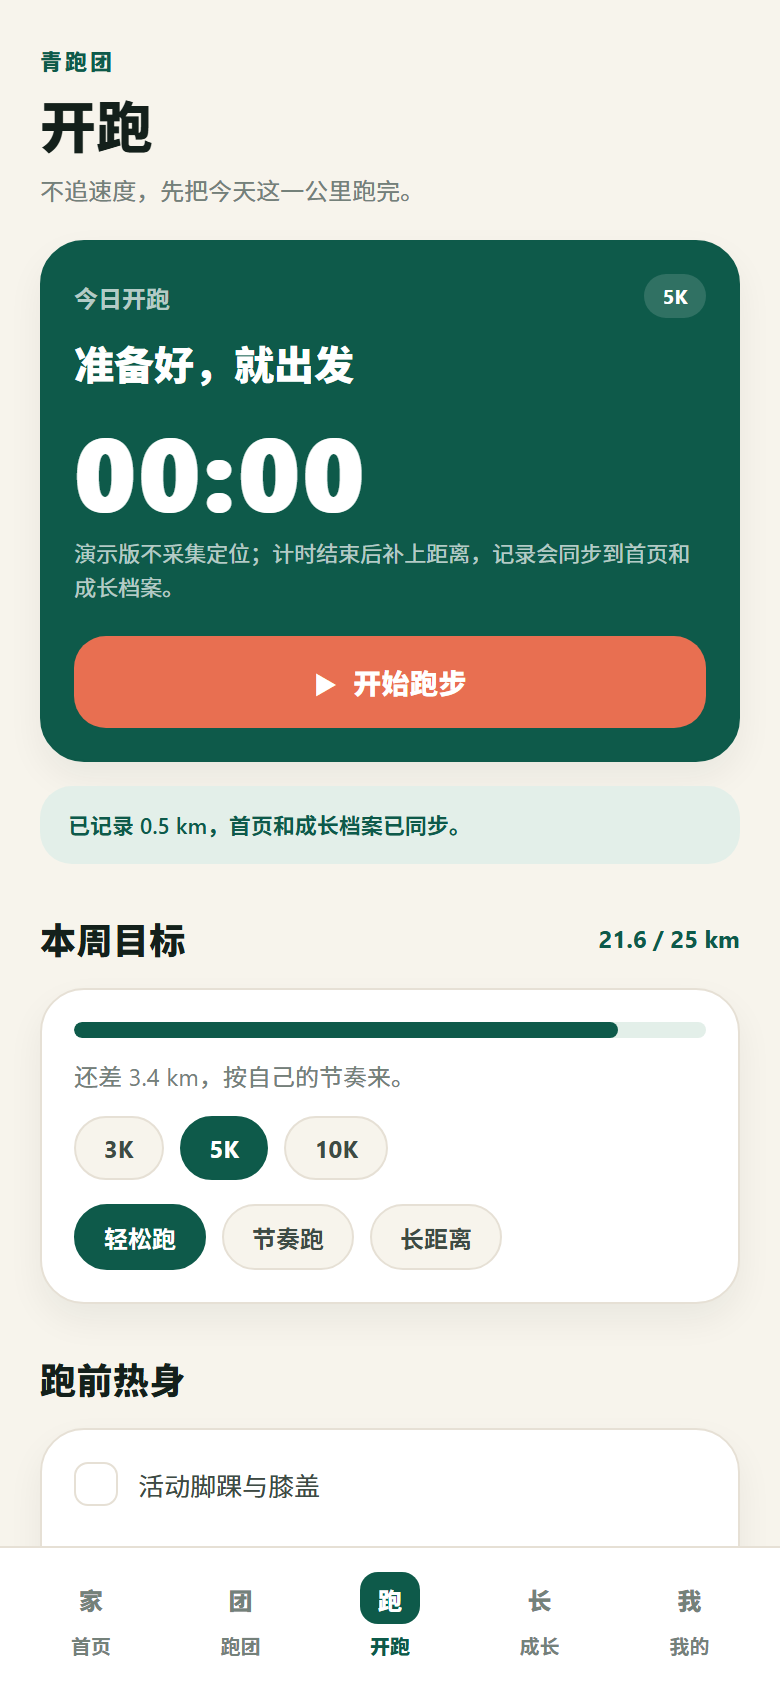 青跑团
开跑
不追速度，先把今天这一公里跑完。
今日开跑
5K
准备好，就出发
00:00
演示版不采集定位；计时结束后补上距离，记录会同步到首页和
成长档案。
▶ 开始跑步
已记录 0.5 km，首页和成长档案已同步。
本周目标
21.6 / 25 km
还差 3.4 km，按自己的节奏来。
3K 5K 10K
轻松跑 节奏跑 长距离
跑前热身
活动脚踝与膝盖
家 团 跑 长 我
首页 跑团 开跑 成长 我的